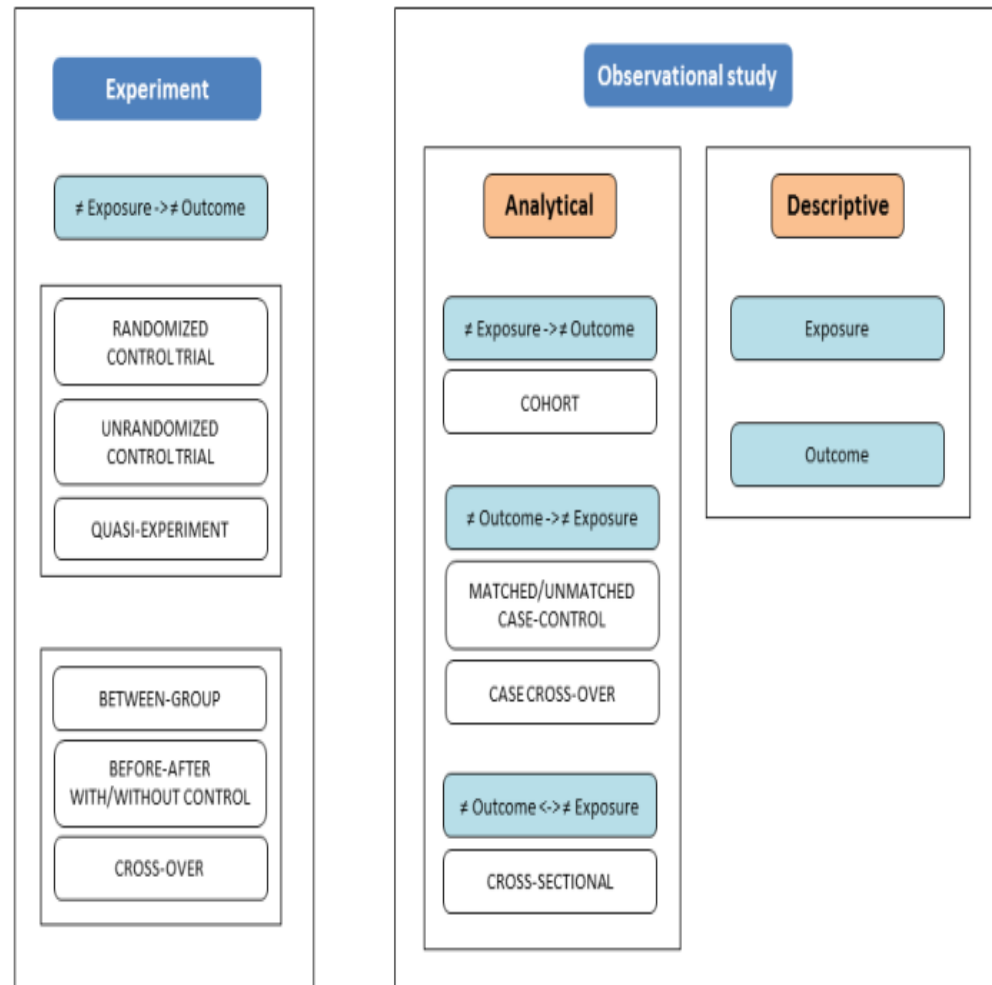 Experiment
≠ Exposure -> ≠ Outcome
RANDOMIZED
CONTROL TRIAL
UNRANDOMIZED
CONTROL TRIAL
QUASI-EXPERIMENT
BETWEEN-GROUP
BEFORE-AFTER
WITH/WITHOUT CONTROL
CROSS-OVER
Observational study
Analytical
≠ Exposure -> ≠ Outcome
COHORT
≠ Outcome -> ≠ Exposure
MATCHED/UNMATCHED
CASE-CONTROL
CASE CROSS-OVER
≠ Outcome <-> ≠ Exposure
CROSS-SECTIONAL
Descriptive
Exposure
Outcome